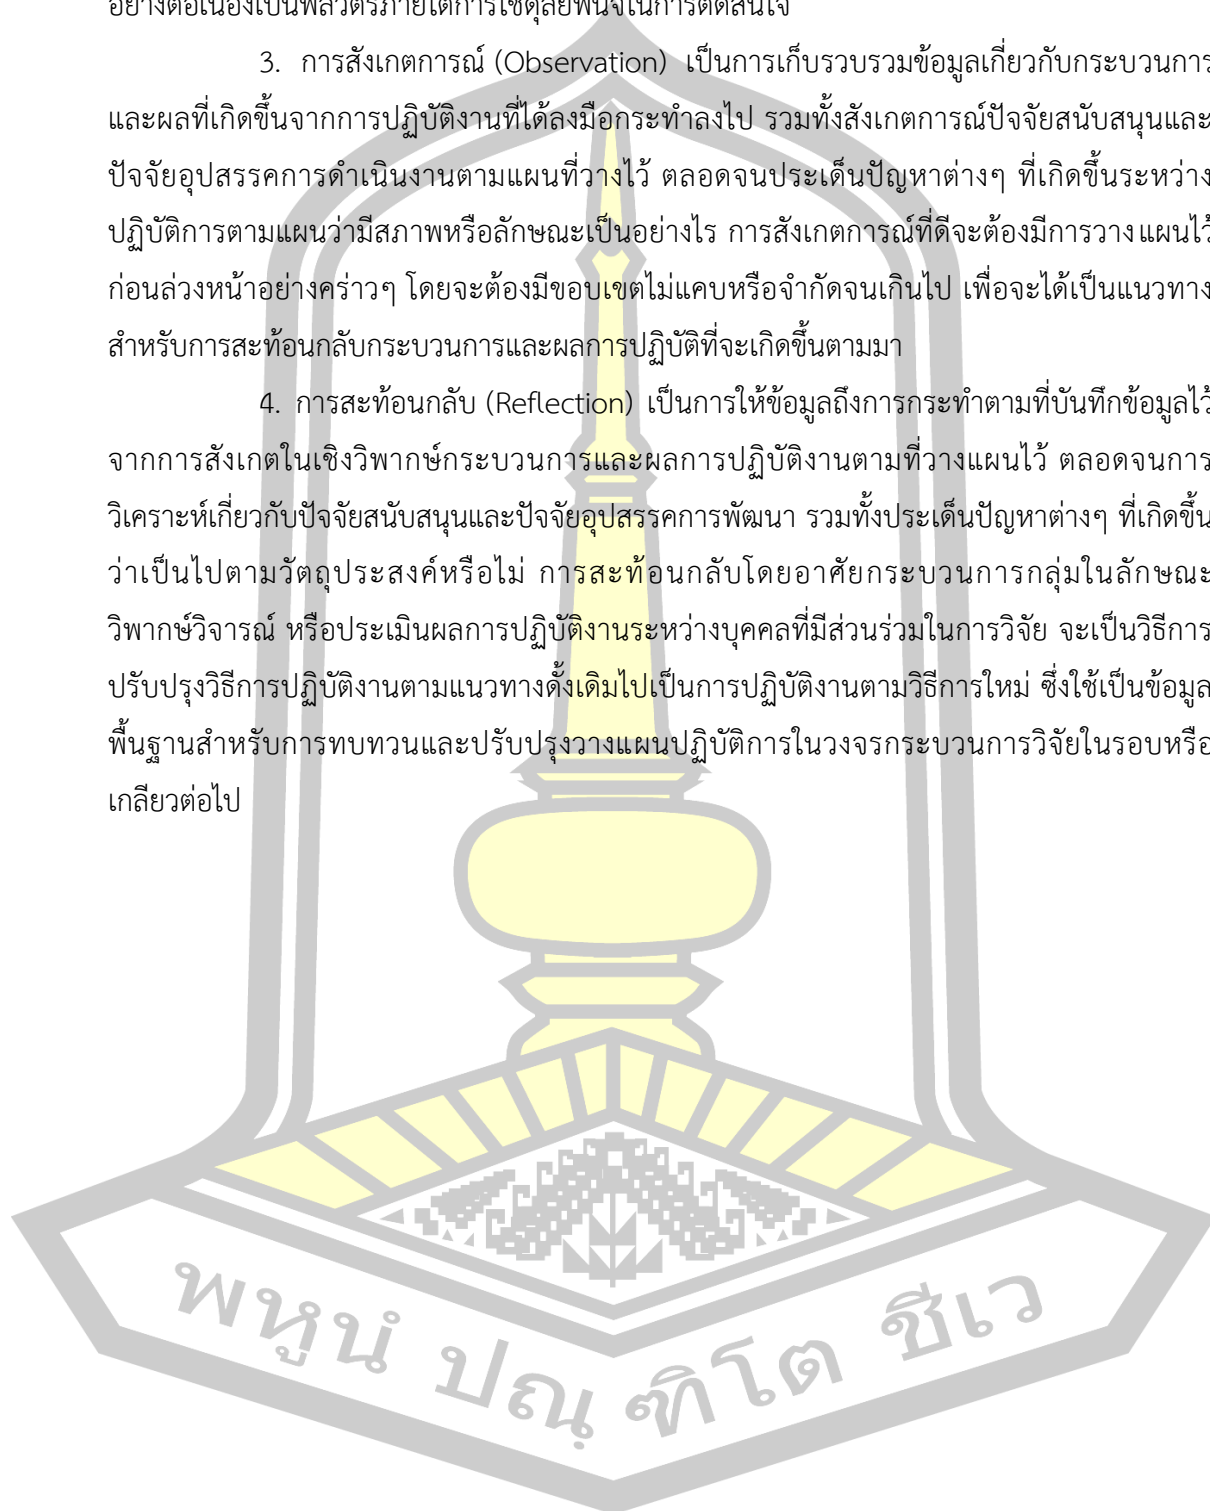 อย่างต่อเนื่องเป็นพลวัตรภายใต้การใช้ดุลยพินิจในการตัดสินใจ
3. การสังเกตการณ์ (Observation) เป็นการเก็บรวบรวมข้อมูลเกี่ยวกับกระบวนการ
และผลที่เกิดขึ้นจากการปฏิบัติงานที่ได้ลงมือกระทำลงไป รวมทั้งสังเกตการณ์ปัจจัยสนับสนุนและ
ปัจจัยอุปสรรคการดำเนินงานตามแผนที่วางไว้ ตลอดจนประเด็นปัญหาต่างๆ ที่เกิดขึ้นระหว่าง
ปฏิบัติการตามแผนว่ามีสภาพหรือลักษณะเป็นอย่างไร การสังเกตการณ์ที่ดีจะต้องมีการวางแผนไว้
ก่อนล่วงหน้าอย่างคร่าวๆ โดยจะต้องมีขอบเขตไม่แคบหรือจำกัดจนเกินไป เพื่อจะได้เป็นแนวทาง
สำหรับการสะท้อนกลับกระบวนการและผลการปฏิบัติที่จะเกิดขึ้นตามมา
4. การสะท้อนกลับ (Reflection) เป็นการให้ข้อมูลถึงการกระทำตามที่บันทึกข้อมูลไว้
จากการสังเกตในเชิงวิพากษ์กระบวนการและผลการปฏิบัติงานตามที่วางแผนไว้ ตลอดจนการ
วิเคราะห์เกี่ยวกับปัจจัยสนับสนุนและปัจจัยอุปสรรคการพัฒนา รวมทั้งประเด็นปัญหาต่างๆ ที่เกิดขึ้น
ว่าเป็นไปตามวัตถุประสงค์หรือไม่ การสะท้อนกลับโดยอาศัยกระบวนการกลุ่มในลักษณะ
วิพากษ์วิจารณ์ หรือประเมินผลการปฏิบัติงานระหว่างบุคคลที่มีส่วนร่วมในการวิจัย จะเป็นวิธีการ
ปรับปรุงวิธีการปฏิบัติงานตามแนวทางดั้งเดิมไปเป็นการปฏิบัติงานตามวิธีการใหม่ ซึ่งใช้เป็นข้อมูล
พื้นฐานสำหรับการทบทวนและปรับปรุงวางแผนปฏิบัติการในวงจรกระบวนการวิจัยในรอบหรือ
เกลียวต่อไป
พหูนํ ปณฺ ฑิโต ชีเว